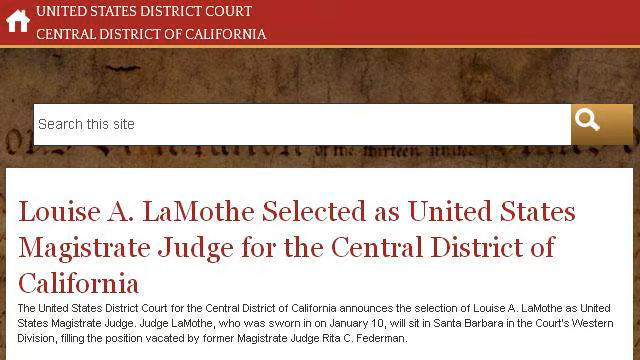 UNITED STATES DISTRICT COURT
CENTRAL DISTRICT OF CALIFORNIA
Search this site
Louise A. LaMothe Selected as United States
Magistrate Judge for the Central District of
California
The United States District Court for the Central District of California announces the selection of Louise A. LaMothe as United
States Magistrate Judge. Judge LaMothe, who was sworn in on January 10, will sit in Santa Barbara in the Court's Western
Division, filling the position vacated by former Magistrate Judge Rita C. Federman.